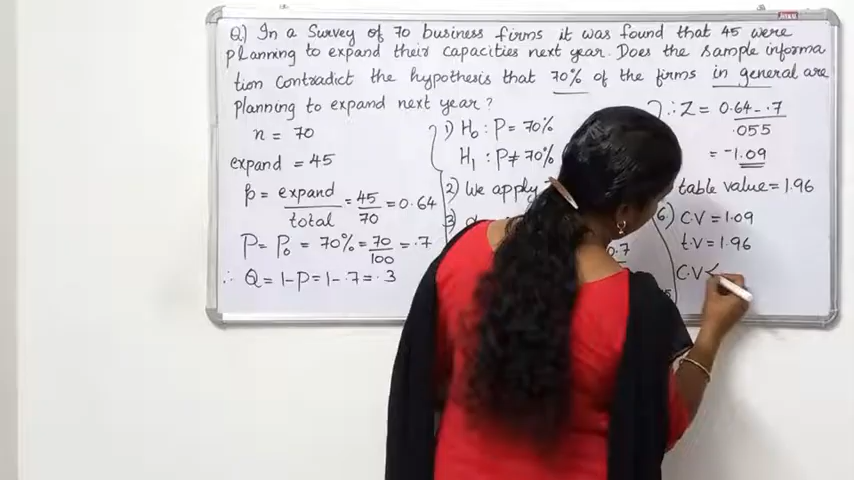 Q.) In a Survey of 70 business firms it was found that 45 were
planning to expand their capacities next year. Does the sample informa
tion contradict the hypothesis that 70% of the firms in general are
planning to expand next year?
n = 70
expand = 45
p = expand/total = 45/70 = 0.64
P = P₀ = 70% = 70/100 = .7
∴ Q = 1-P = 1-.7 = .3
1) H₀ : P = 70%
H₁ : P ≠ 70%
2) We apply
3)
0.7
∴ Z = 0.64 - .7 / .055
= -1.09
table value = 1.96
6) C.V = 1.09
t.V = 1.96
C.V <